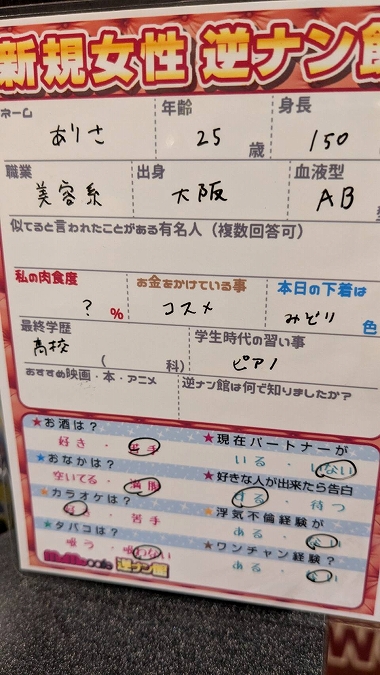 新規女性 逆ナン館
ネーム 年齢 身長
ありさ 25 歳 150
職業 出身 血液型
美容系 大阪 AB 型
似てると言われたことがある有名人（複数回答可）
私の肉食度 お金をかけている事 本日の下着は
？ % コスメ みどり 色
最終学歴 学生時代の習い事
高校 （ 科） ピアノ
おすすめ映画・本・アニメ 逆ナン館は何で知りましたか？
★お酒は？ ★現在パートナーが
好き ・ 苦手 いる ・ いない
★おなかは？ ★好きな人が出来たら告白
空いてる ・ 満腹 する ・ 待つ
★カラオケは？ ★浮気不倫経験が
好き ・ 苦手 ある ・ ない
★タバコは？ ★ワンチャン経験？
吸う ・ 吸わない ある ・ ない
cafe 逆ナン館
W